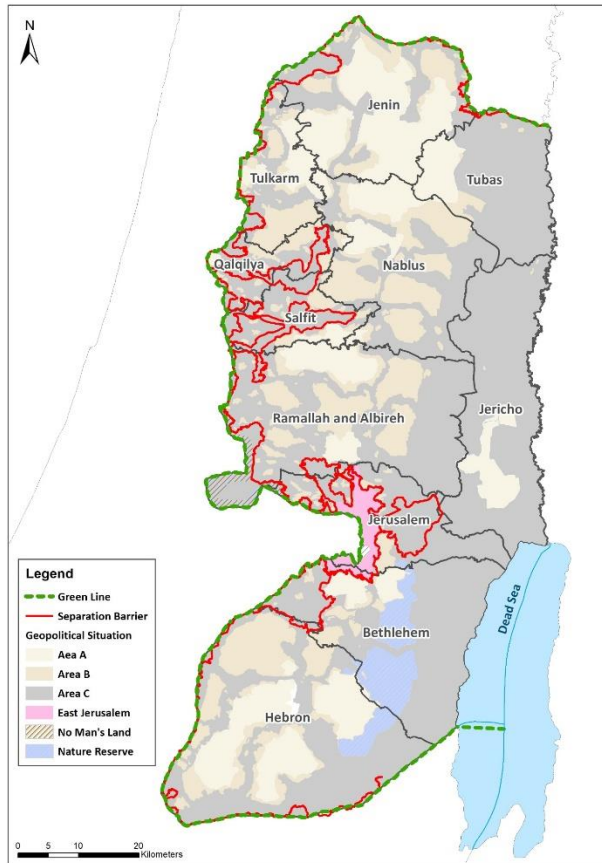 N
Jenin
Tubas
Tulkarm
Qalqilya
Nablus
Salfit
Ramallah and Albireh
Jericho
Jerusalem
Dead Sea
Bethlehem
Hebron
Legend
Green Line
Separation Barrier
Geopolitical Situation
Aea A
Area B
Area C
East Jerusalem
No Man's Land
Nature Reserve
0 5 10 20
Kilometers